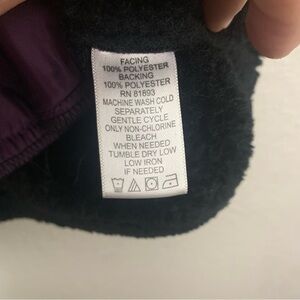 FACING
100% POLYESTER
BACKING
100% POLYESTER
RN 81893
MACHINE WASH COLD
SEPARATELY
GENTLE CYCLE
ONLY NON-CHLORINE
BLEACH
WHEN NEEDED
TUMBLE DRY LOW
LOW IRON
IF NEEDED